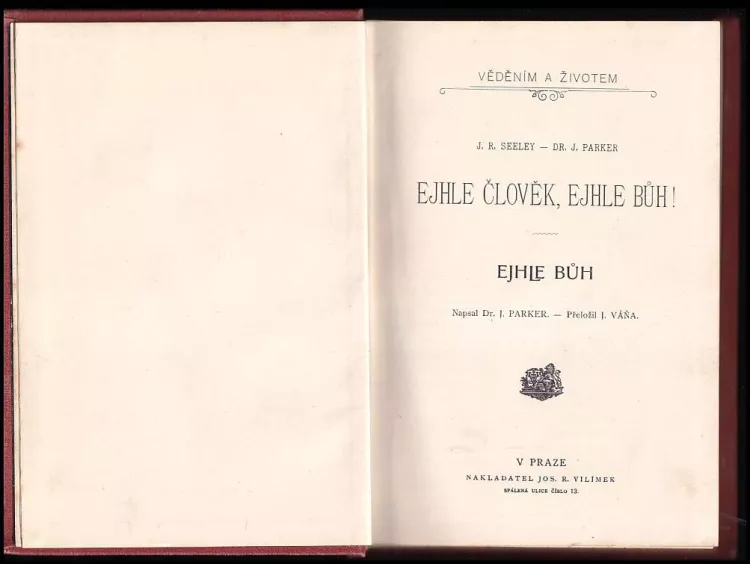 VĚDĚNÍM A ŽIVOTEM
J. R. SEELEY — DR. J. PARKER
EJHLE ČLOVĚK, EJHLE BŮH!
EJHLE BŮH
Napsal Dr. J. PARKER. — Přeložil J. VÁŇA.
V PRAZE
NAKLADATEL JOS. R. VILÍMEK
SPÁLENÁ ULICE ČÍSLO 13.